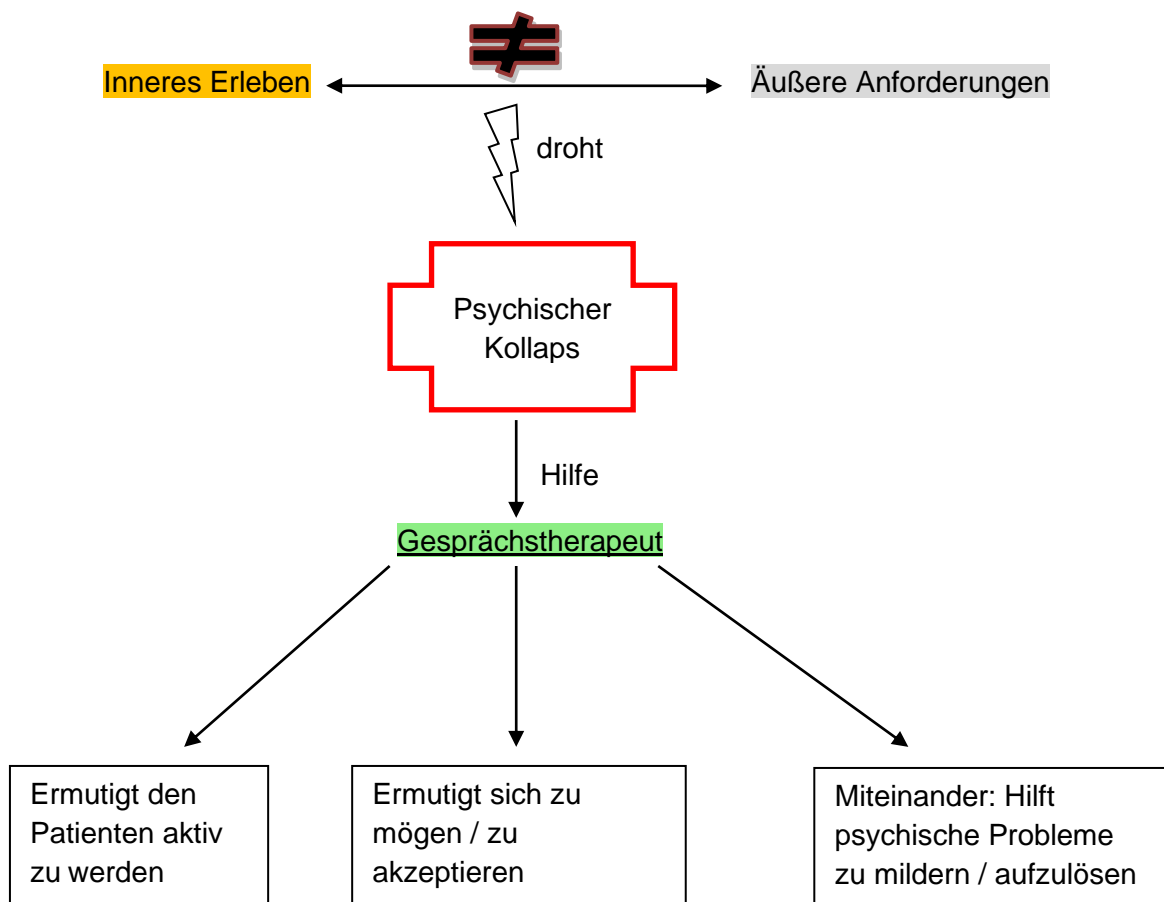 ≠
Inneres Erleben
Äußere Anforderungen
droht
Psychischer
Kollaps
Hilfe
Gesprächstherapeut
Ermutigt den
Patienten aktiv
zu werden
Ermutigt sich zu
mögen / zu
akzeptieren
Miteinander: Hilft
psychische Probleme
zu mildern / aufzulösen